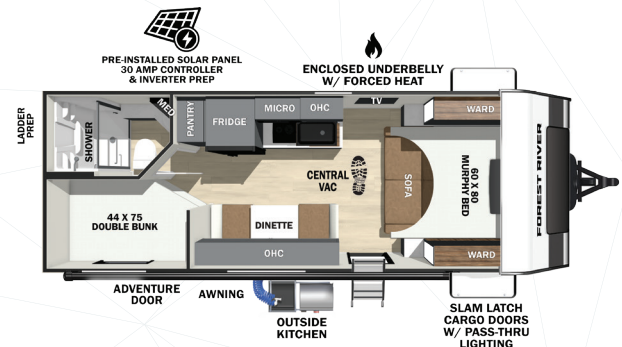 PRE-INSTALLED SOLAR PANEL
30 AMP CONTROLLER
& INVERTER PREP
ENCLOSED UNDERBELLY
W/ FORCED HEAT
LADDER
PREP
SHOWER
MED
PANTRY
FRIDGE
MICRO
OHC
TV
WARD
CENTRAL
VAC
SOFA
60 X 80
MURPHY BED
FOREST RIVER
44 X 75
DOUBLE BUNK
DINETTE
OHC
WARD
ADVENTURE
DOOR
AWNING
OUTSIDE
KITCHEN
SLAM LATCH
CARGO DOORS
W/ PASS-THRU
LIGHTING